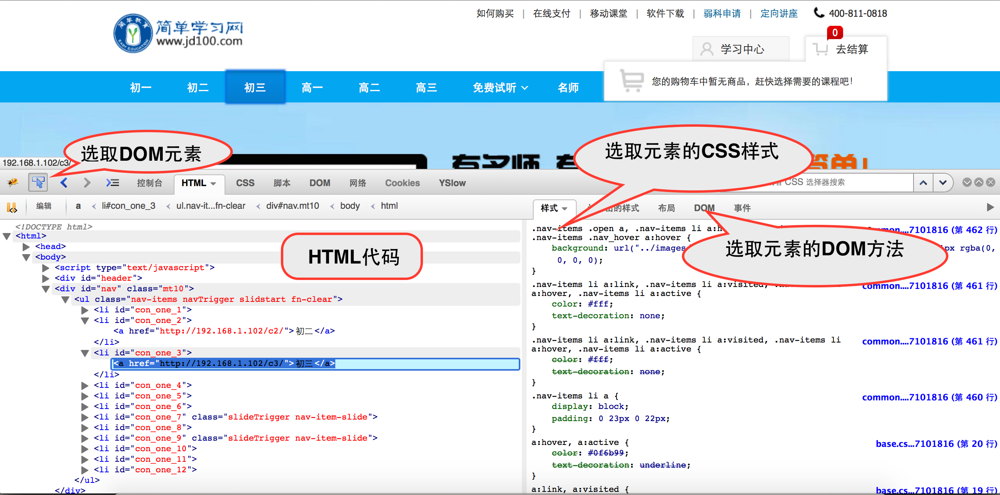 如何购买 | 在线支付 | 移动课堂 | 软件下载 | 弱科申请 | 定向讲座 400-811-0818
简单教育
EASY EDUCATION
简单学习网
www.jd100.com
0
学习中心 去结算
初一 初二 初三 高一 高二 高三 免费试听 名师
您的购物车中暂无商品，赶快选择需要的课程吧！
选取DOM元素
选取元素的CSS样式
192.168.1.102/c3/
有多师 简单!
控制台 HTML CSS 脚本 DOM 网络 Cookies YSlow CSS 选择器搜索
编辑 a < li#con_one_3 < ul.nav-it...fn-clear < div#nav.mt10 < body < html
样式 出的样式 布局 DOM 事件
HTML代码
选取元素的DOM方法
<!DOCTYPE html>
<html>
<head>
<body>
<script type="text/javascript">
<div id="header">
<div id="nav" class="mt10">
<ul class="nav-items navTrigger slidstart fn-clear">
<li id="con_one_1">
<li id="con_one_2">
<a href="http://192.168.1.102/c2/">初二</a>
</li>
<li id="con_one_3">
<a href="http://192.168.1.102/c3/">初三</a>
</li>
<li id="con_one_4">
<li id="con_one_5">
<li id="con_one_6">
<li id="con_one_7" class="slideTrigger nav-item-slide">
<li id="con_one_8">
<li id="con_one_9" class="slideTrigger nav-item-slide">
<li id="con_one_10">
<li id="con_one_11">
<li id="con_one_12">
</ul>
</div>
.nav-items .open a, .nav-items li a:h common....7101816 (第 462 行)
.nav-items .nav_hover a:hover {
background: url("../images px rgba(0,
0, 0, 0);
}
.nav-items li a:link, .nav-items li a:visited, common....7101816 (第 461 行)
a:hover, .nav-items li a:active {
color: #fff;
text-decoration: none;
}
.nav-items li a:link, .nav-items li a:visited, .nav-items li common....7101816 (第 461 行)
a:hover, .nav-items li a:active {
color: #fff;
text-decoration: none;
}
.nav-items li a { common....7101816 (第 460 行)
display: block;
padding: 0 23px 0 22px;
}
a:hover, a:active { base.cs...7101816 (第 20 行)
color: #0f6b99;
text-decoration: underline;
}
a:link, a:visited { base.cs...7101816 (第 19 行)